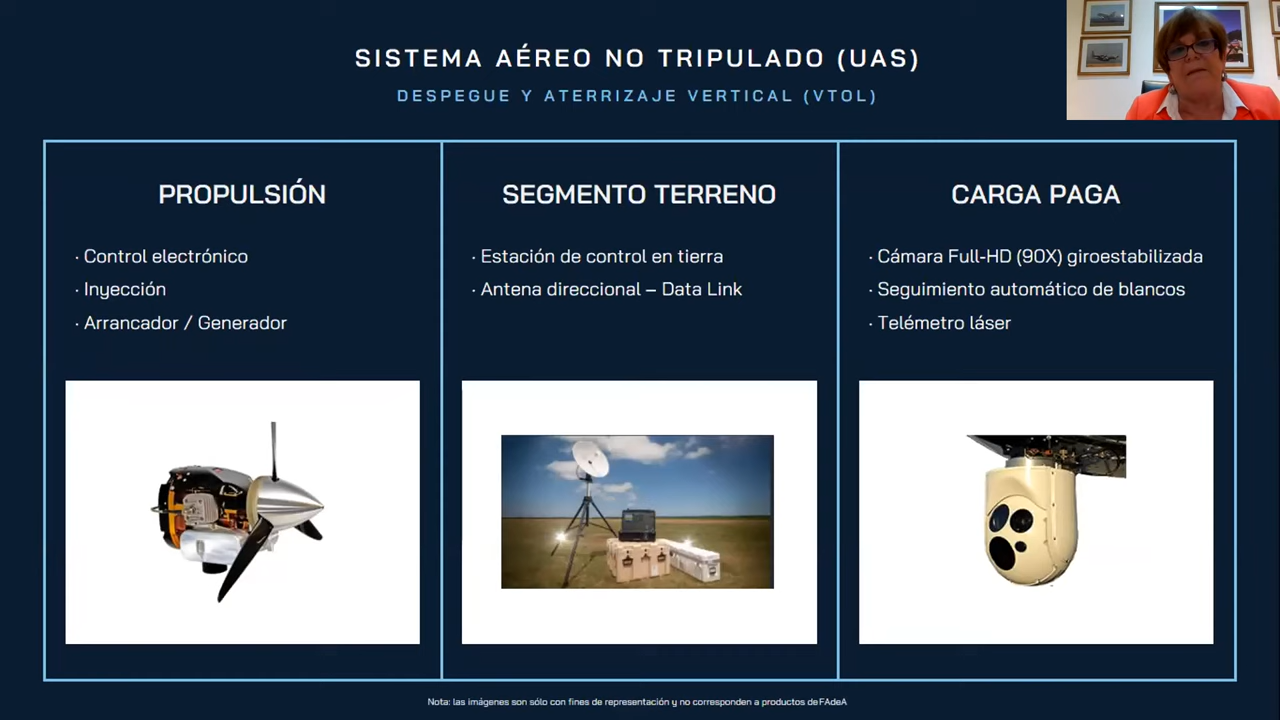 SISTEMA AÉREO NO TRIPULADO (UAS)
DESPEGUE Y ATERRIZAJE VERTICAL (VTOL)
PROPULSIÓN
· Control electrónico
· Inyección
· Arrancador / Generador
SEGMENTO TERRENO
· Estación de control en tierra
· Antena direccional – Data Link
CARGA PAGA
· Cámara Full-HD (90X) giroestabilizada
· Seguimiento automático de blancos
· Telémetro láser
Nota: las imágenes son sólo con fines de representación y no corresponden a productos de FAdeA